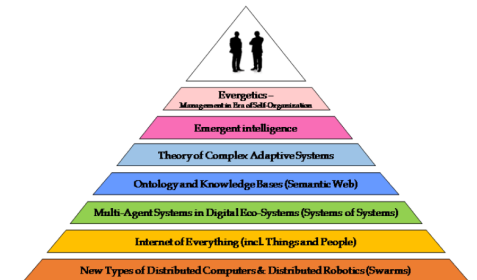 Evergetics –
Management in Era of Self-Organization
Emergent intelligence
Theory of Complex Adaptive Systems
Ontology and Knowledge Bases (Semantic Web)
Multi-Agent Systems in Digital Eco-Systems (Systems of Systems)
Internet of Everything (incl. Things and People)
New Types of Distributed Computers & Distributed Robotics (Swarms)